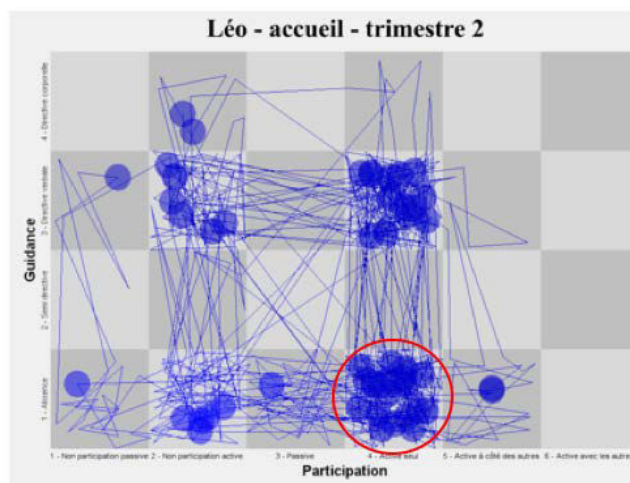 Léo - accueil - trimestre 2
Guidance
4 - Directive corporelle
3 - Directive verbale
2 - Semi directive
1 - Absence
1 - Non participation passive
2 - Non participation active
3 - Passive
4 - Active seul
5 - Active à côté des autres
6 - Active avec les autres
Participation